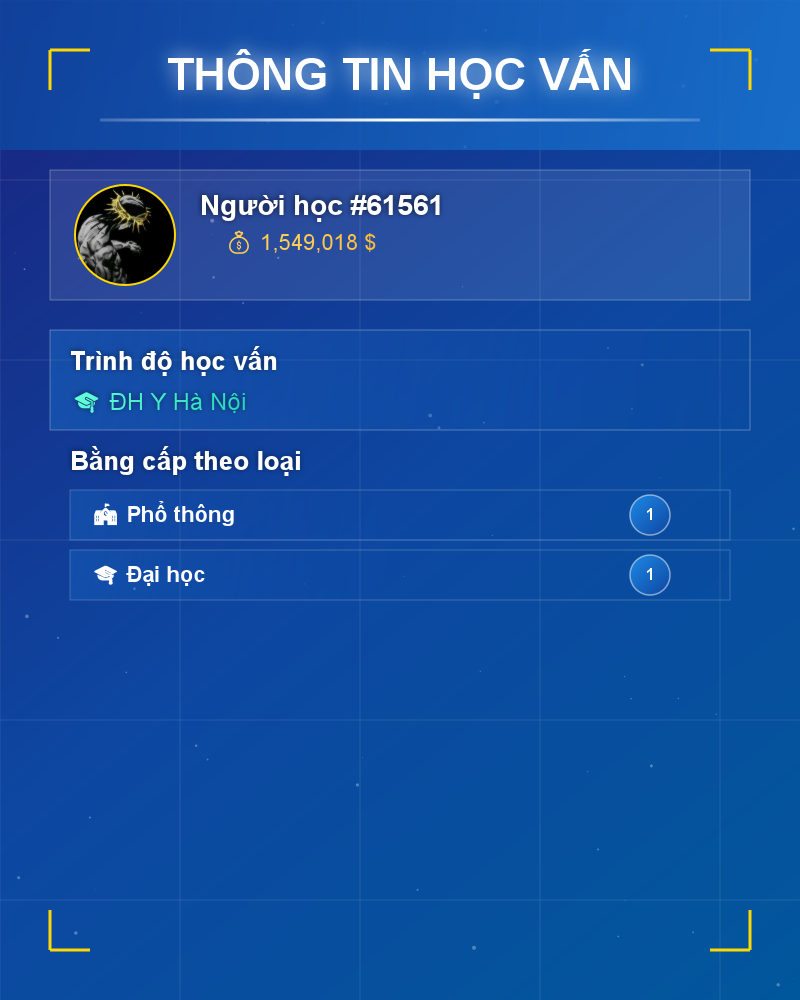 THÔNG TIN HỌC VẤN
Người học #61561
1,549,018 $
Trình độ học vấn
ĐH Y Hà Nội
Bằng cấp theo loại
Phổ thông 1
Đại học 1